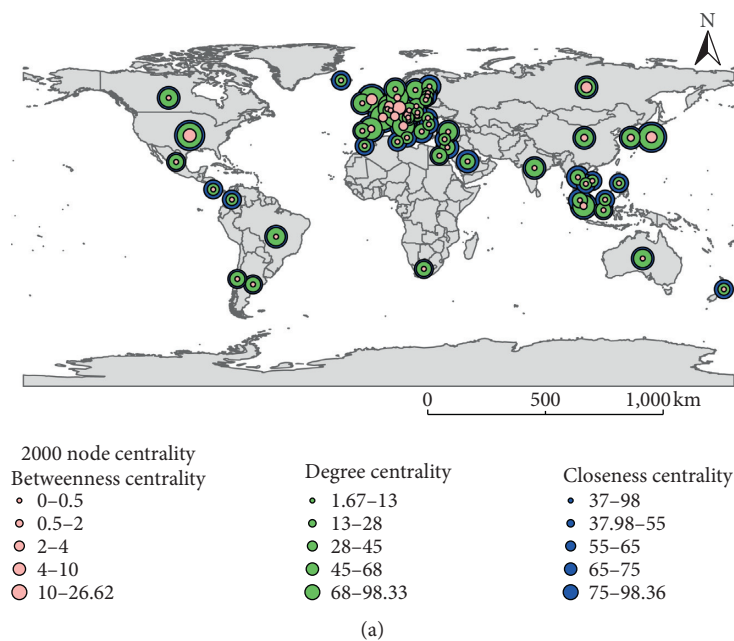 N
0 500 1,000 km
2000 node centrality
Betweenness centrality
0–0.5
0.5–2
2–4
4–10
10–26.62
Degree centrality
1.67–13
13–28
28–45
45–68
68–98.33
Closeness centrality
37–98
37.98–55
55–65
65–75
75–98.36
(a)